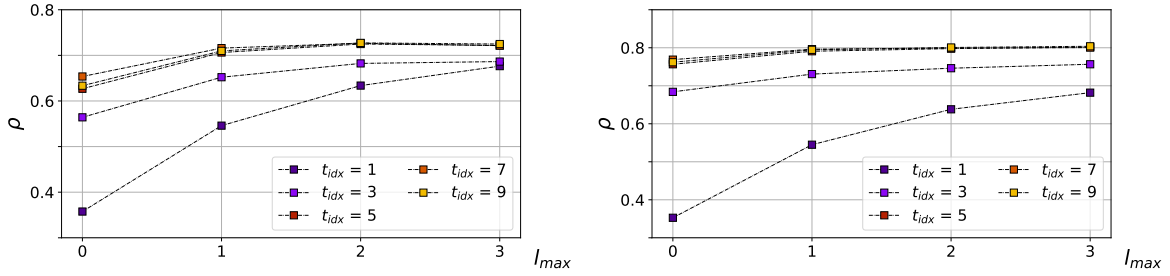 0.8
0.6
0.4
ρ
0 1 2 3
l_max
t_idx = 1
t_idx = 3
t_idx = 5
t_idx = 7
t_idx = 9
0.8
0.6
0.4
ρ
0 1 2 3
l_max
t_idx = 1
t_idx = 3
t_idx = 5
t_idx = 7
t_idx = 9